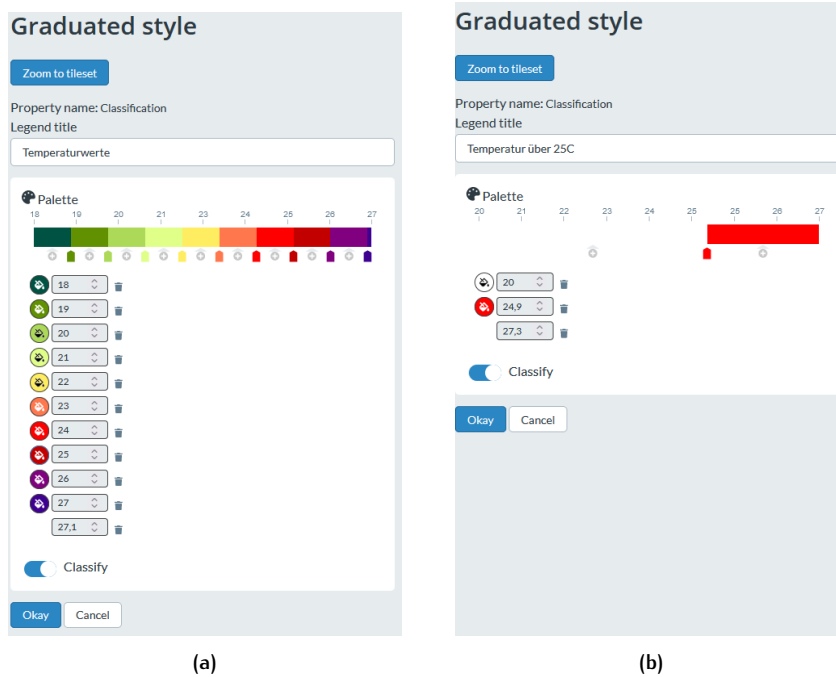 Graduated style
Zoom to tileset
Property name: Classification
Legend title
Temperaturwerte
Palette
18 19 20 21 22 23 24 25 26 27
18
19
20
21
22
23
24
25
26
27
27,1
Classify
Okay Cancel
(a)
Graduated style
Zoom to tileset
Property name: Classification
Legend title
Temperatur über 25C
Palette
20 21 22 23 24 25 25 26 27
20
24,9
27,3
Classify
Okay Cancel
(b)